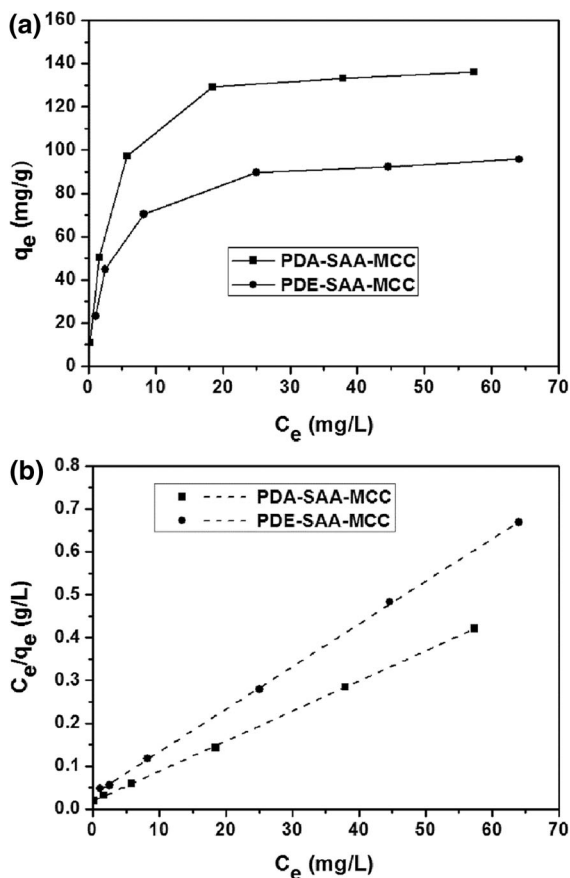 (a)
160
140
120
100
80
60
40
20
0
qe (mg/g)
PDA-SAA-MCC
PDE-SAA-MCC
0 10 20 30 40 50 60 70
Ce (mg/L)
(b)
0.8
0.7
0.6
0.5
0.4
0.3
0.2
0.1
0.0
Ce/qe (g/L)
PDA-SAA-MCC
PDE-SAA-MCC
0 10 20 30 40 50 60 70
Ce (mg/L)